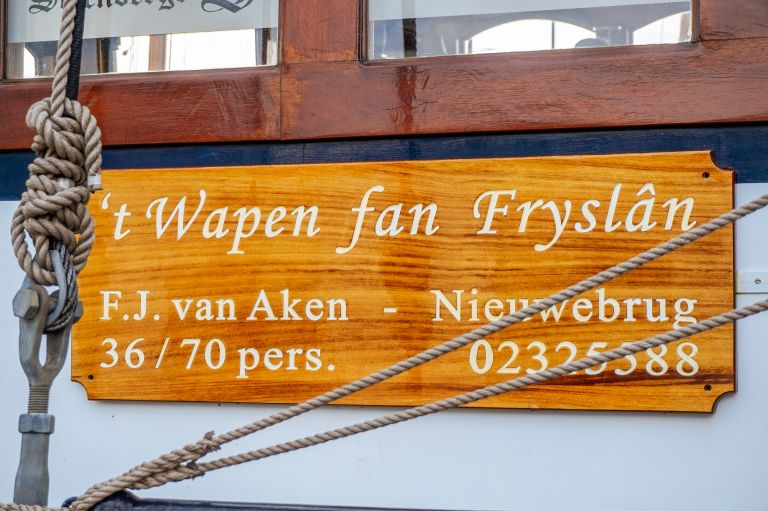 't Wapen fan Fryslân
F.J. van Aken - Nieuwebrug
36 / 70 pers. 02325588